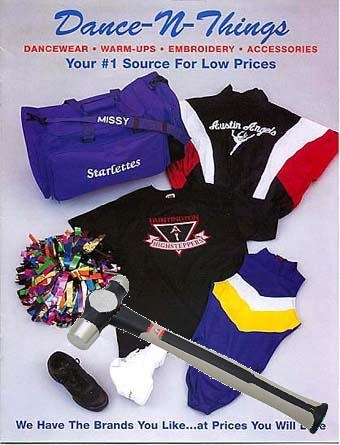 Dance-N-Things
DANCEWEAR • WARM-UPS • EMBROIDERY • ACCESSORIES
Your #1 Source For Low Prices
MISSY
Starlettes
Austin Angels
HUNTINGTON
A1
HIGHSTEPPERS
We Have The Brands You Like...at Prices You Will